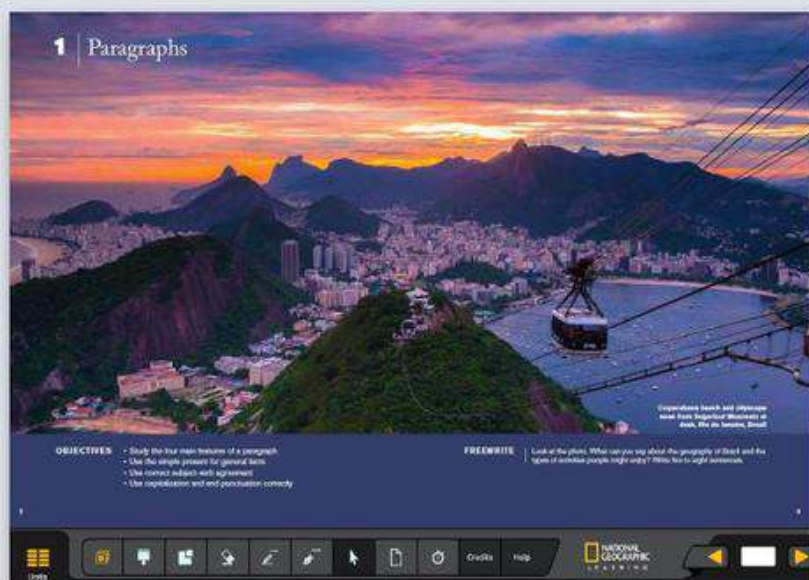 1 | Paragraphs
Copacabana beach and cityscape
seen from Sugarloaf Mountain at
dusk, Rio de Janeiro, Brazil
OBJECTIVES
• Study the four main features of a paragraph
• Use the simple present for general facts
• Use correct subject-verb agreement
• Use capitalization and end punctuation correctly
FREEWRITE
Look at the photo. What can you say about the geography of Brazil and the
types of activities people might enjoy? Write five to eight sentences.
Units
Credits
Help
NATIONAL
GEOGRAPHIC
LEARNING